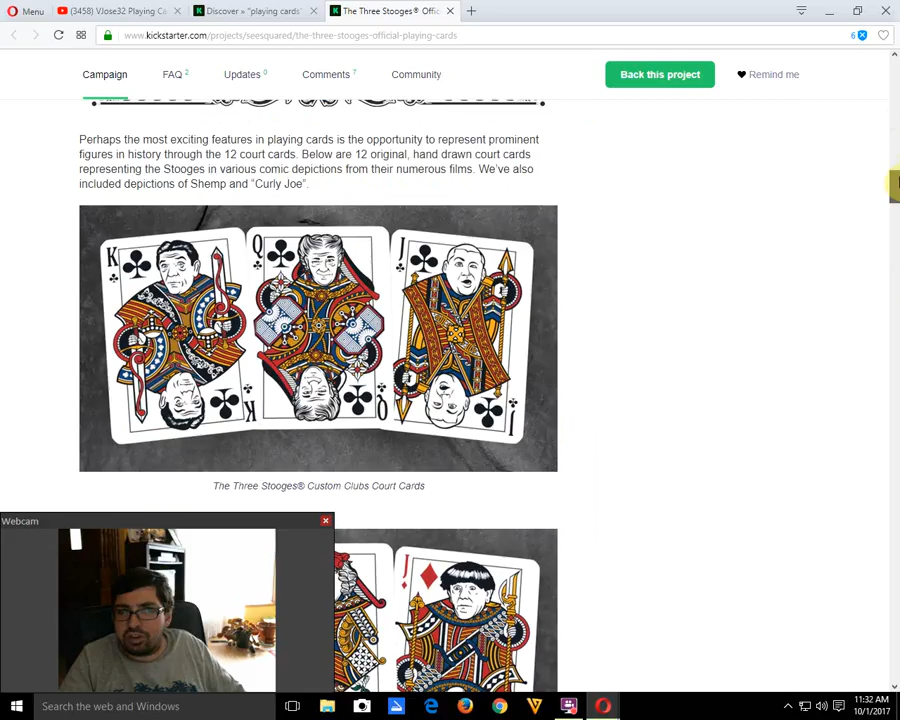 Menu
(3458) VJose32 Playing Ca
Discover » "playing cards"
The Three Stooges® Offic
www.kickstarter.com/projects/seesquared/the-three-stooges-official-playing-cards
6
Campaign
FAQ 2
Updates 0
Comments 7
Community
Back this project
Remind me
Perhaps the most exciting features in playing cards is the opportunity to represent prominent
figures in history through the 12 court cards. Below are 12 original, hand drawn court cards
representing the Stooges in various comic depictions from their numerous films. We've also
included depictions of Shemp and "Curly Joe".
K
Q
J
K
Q
J
The Three Stooges® Custom Clubs Court Cards
Webcam
J
Search the web and Windows
11:32 AM
10/1/2017